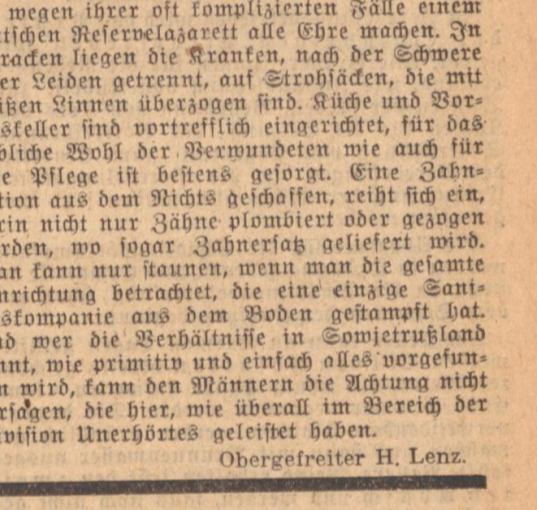 wegen ihrer oft komplizierten Fälle einem
tschen Reservelazarett alle Ehre machen. In
racken liegen die Kranken, nach der Schwere
er Leiden getrennt, auf Strohsäcken, die mit
ißen Linnen überzogen sind. Küche und Vor-
skeller sind vortrefflich eingerichtet, für das
bliche Wohl der Verwundeten wie auch für
e Pflege ist bestens gesorgt. Eine Zahn-
tion aus dem Nichts geschaffen, reiht sich ein,
rin nicht nur Zähne plombiert oder gezogen
rden, wo sogar Zahnersatz geliefert wird.
an kann nur staunen, wenn man die gesamte
nrichtung betrachtet, die eine einzige Sani-
skompanie aus dem Boden gestampft hat.
nd wer die Verhältnisse in Sowjetrußland
nnt, wie primitiv und einfach alles vorgefun-
n wird, kann den Männern die Achtung nicht
rsagen, die hier, wie überall im Bereich der
vision Unerhörtes geleistet haben.
Obergefreiter H. Lenz.